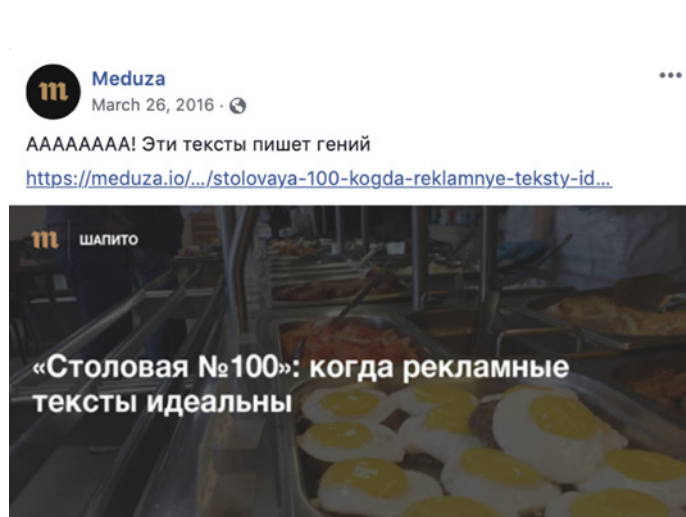 Meduza
March 26, 2016 ·
АААААААА! Эти тексты пишет гений
https://meduza.io/.../stolovaya-100-kogda-reklamnye-teksty-id...
m ШАПИТО
«Столовая №100»: когда рекламные
тексты идеальны